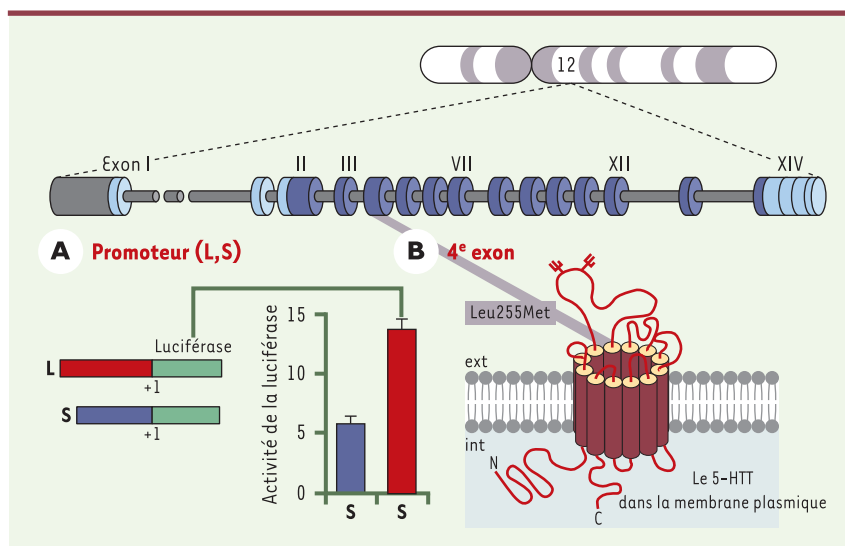 12
Exon I II III VII XII XIV
A Promoteur (L,S)
B 4e exon
Leu255Met
Luciférase
L
+1
S
+1
Activité de la luciférase
15
10
5
0
S S
ext
int
N
C
Le 5-HTT
dans la membrane plasmique